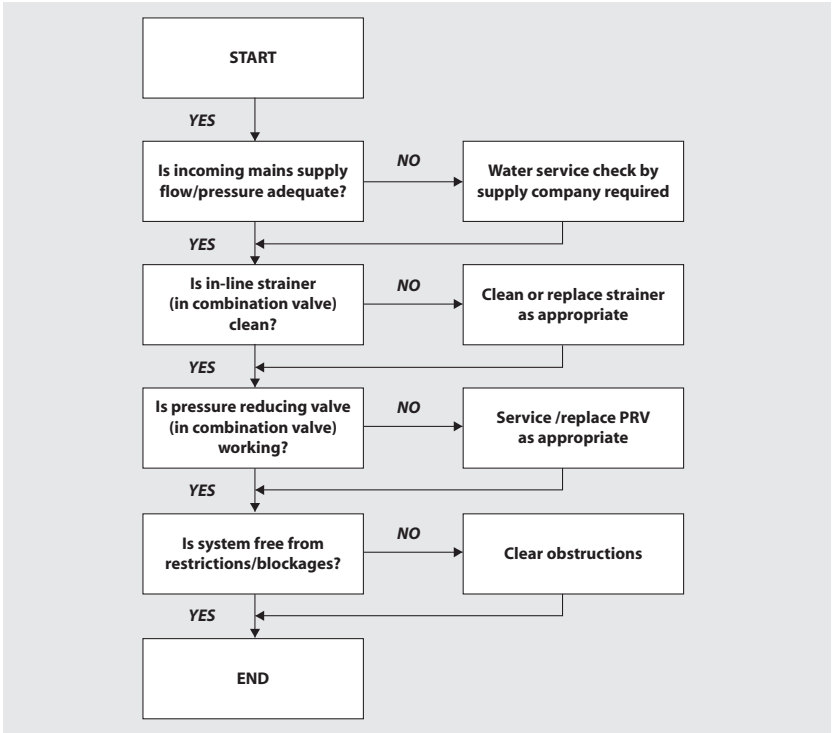 START
YES
Is incoming mains supply
flow/pressure adequate?
NO
Water service check by
supply company required
YES
Is in-line strainer
(in combination valve)
clean?
NO
Clean or replace strainer
as appropriate
YES
Is pressure reducing valve
(in combination valve)
working?
NO
Service /replace PRV
as appropriate
YES
Is system free from
restrictions/blockages?
NO
Clear obstructions
YES
END